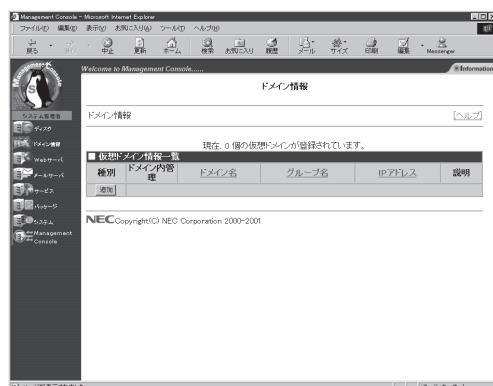 Management Console - Microsoft Internet Explorer
ファイル(F) 編集(E) 表示(V) お気に入り(A) ツール(T) ヘルプ(H)
戻る 中止 更新 ホーム 検索 お気に入り 履歴 メール サイズ 印刷 編集 Messenger
Welcome to Management Console......
Information
ドメイン情報
システム管理者
ディスク
ドメイン情報
Webサーバ
メールサーバ
サービス
パッケージ
システム
Management Console
ドメイン情報 [ヘルプ]
現在、0 個の仮想ドメインが登録されています。
■ 仮想ドメイン情報一覧
種別 ドメイン内管理 ドメイン名 グループ名 IPアドレス 説明
追加
NEC Copyright(C) NEC Corporation 2000-2001